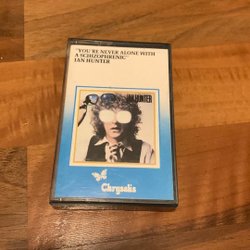 "YOU'RE NEVER ALONE WITH
A SCHIZOPHRENIC"
IAN HUNTER
IAN HUNTER
Chrysalis